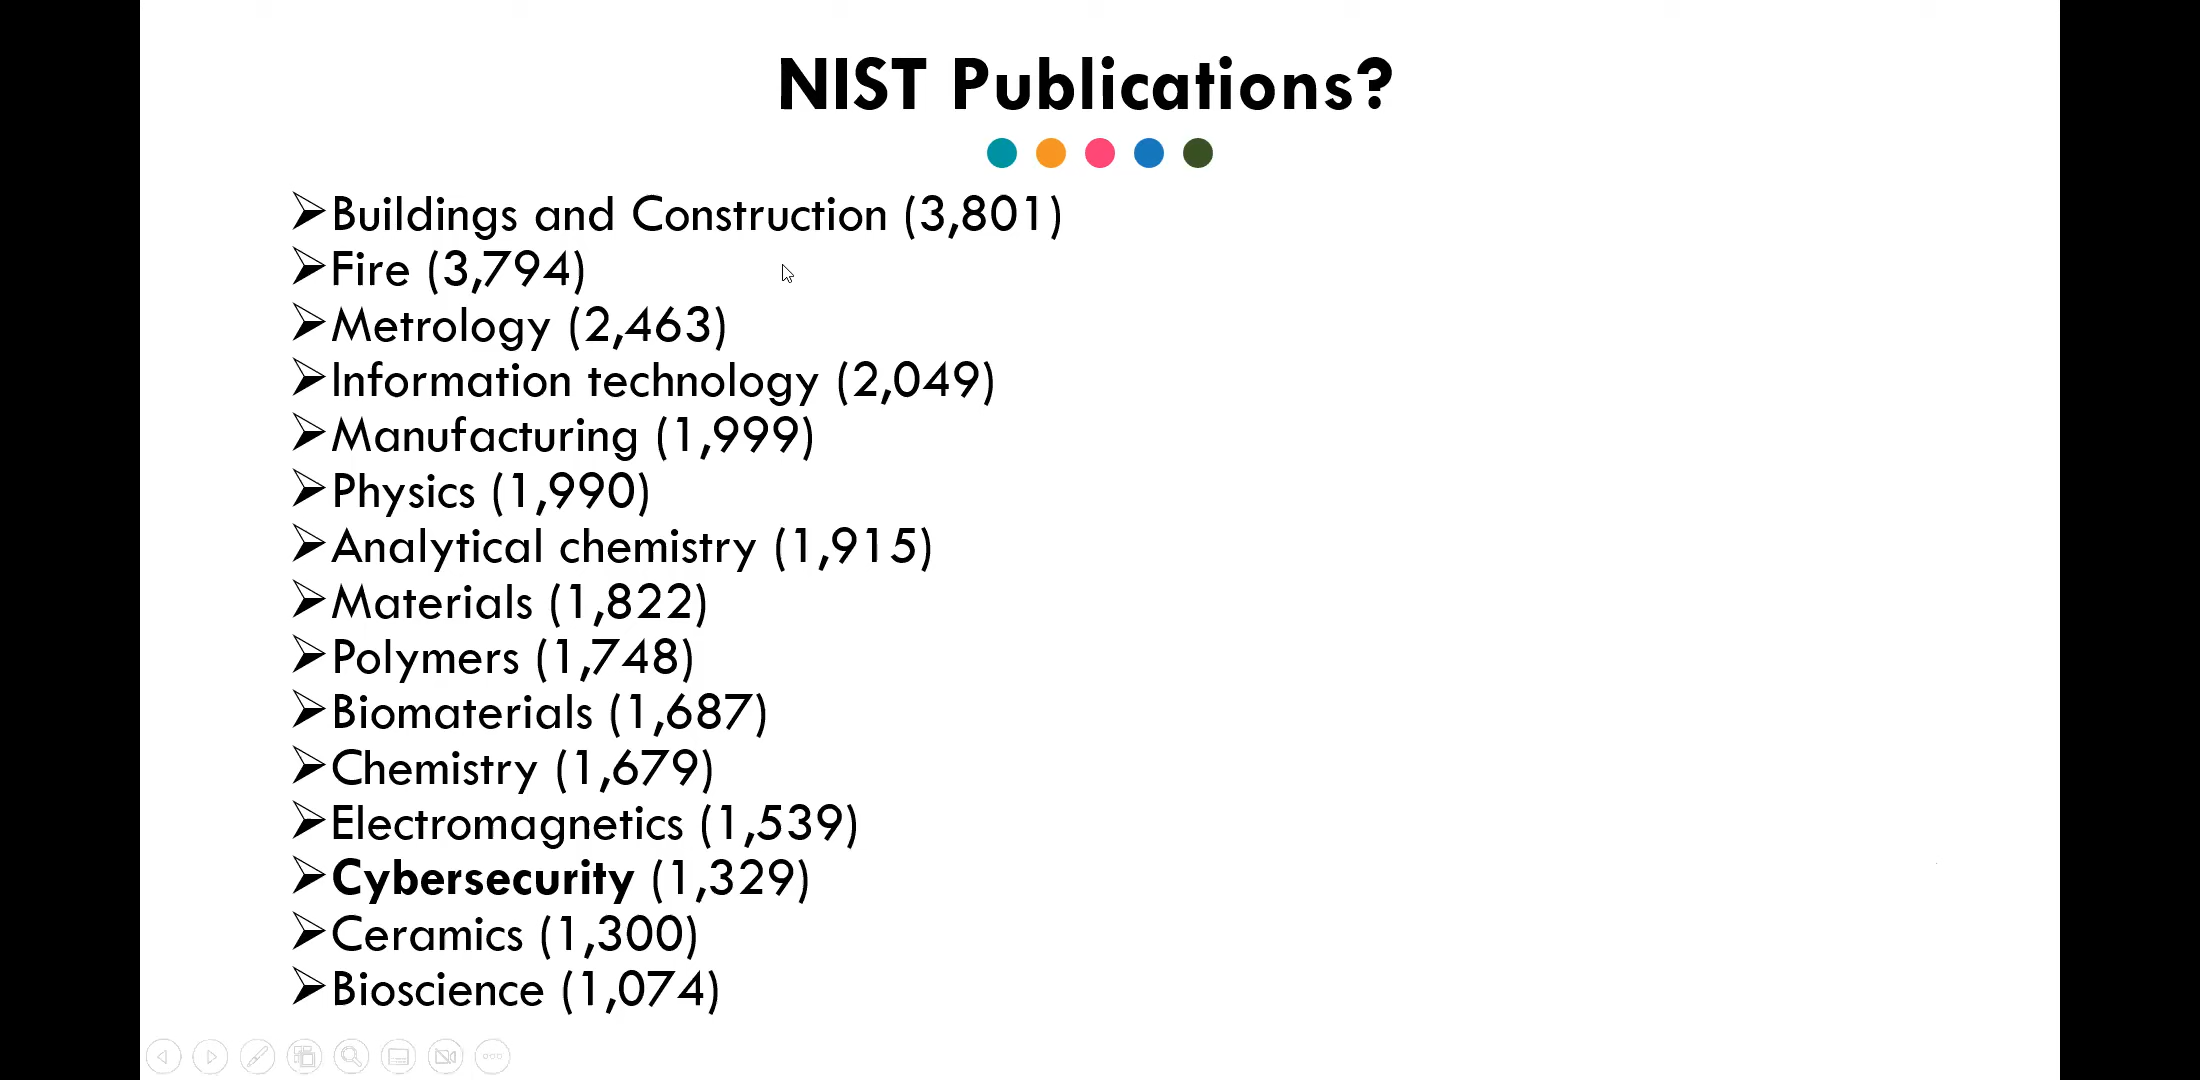 NIST Publications?
Buildings and Construction (3,801)
Fire (3,794)
Metrology (2,463)
Information technology (2,049)
Manufacturing (1,999)
Physics (1,990)
Analytical chemistry (1,915)
Materials (1,822)
Polymers (1,748)
Biomaterials (1,687)
Chemistry (1,679)
Electromagnetics (1,539)
Cybersecurity (1,329)
Ceramics (1,300)
Bioscience (1,074)